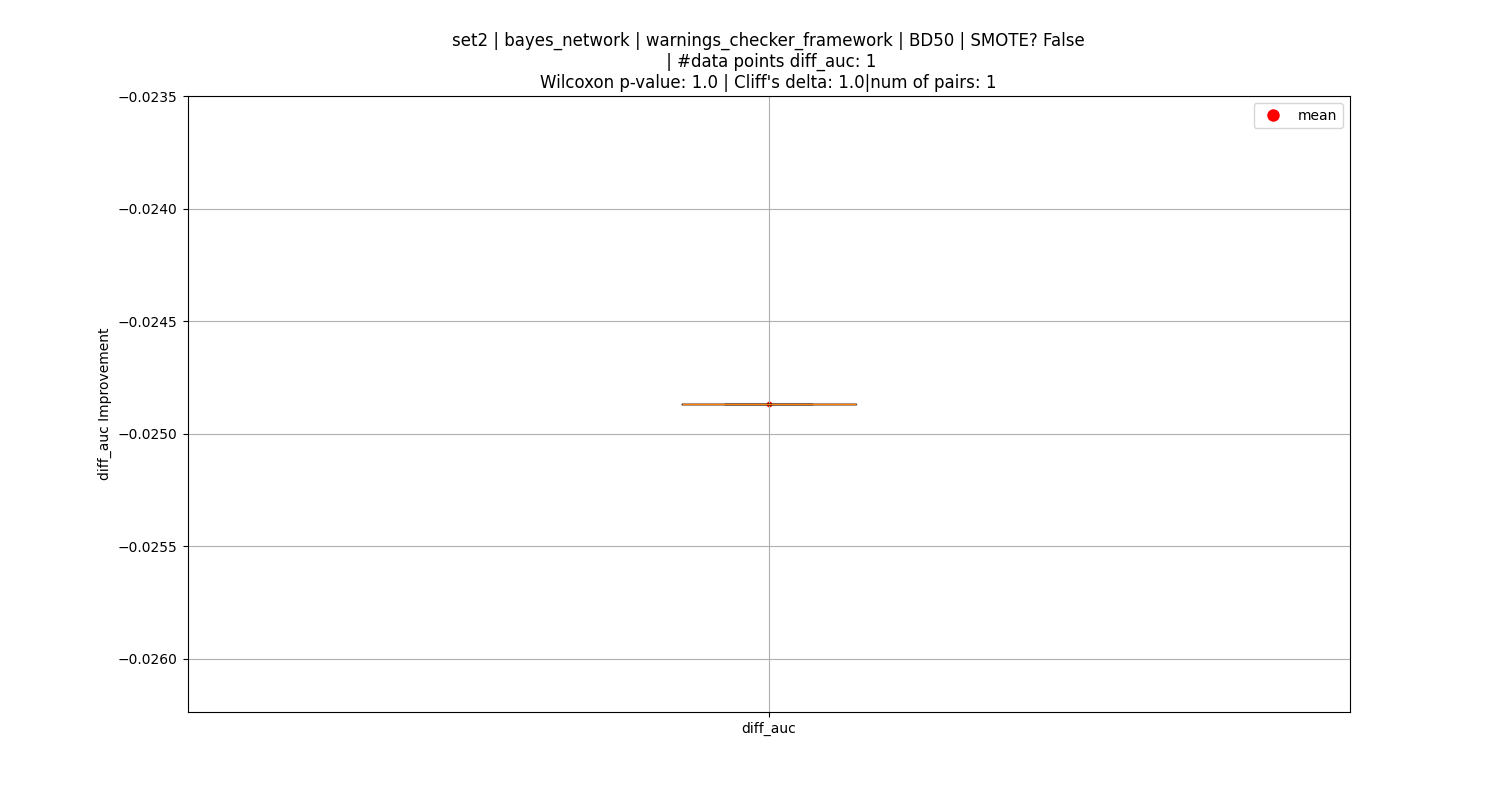 set2 | bayes_network | warnings_checker_framework | BD50 | SMOTE? False
| #data points diff_auc: 1
Wilcoxon p-value: 1.0 | Cliff's delta: 1.0|num of pairs: 1
mean
−0.0235
−0.0240
−0.0245
−0.0250
−0.0255
−0.0260
diff_auc Improvement
diff_auc